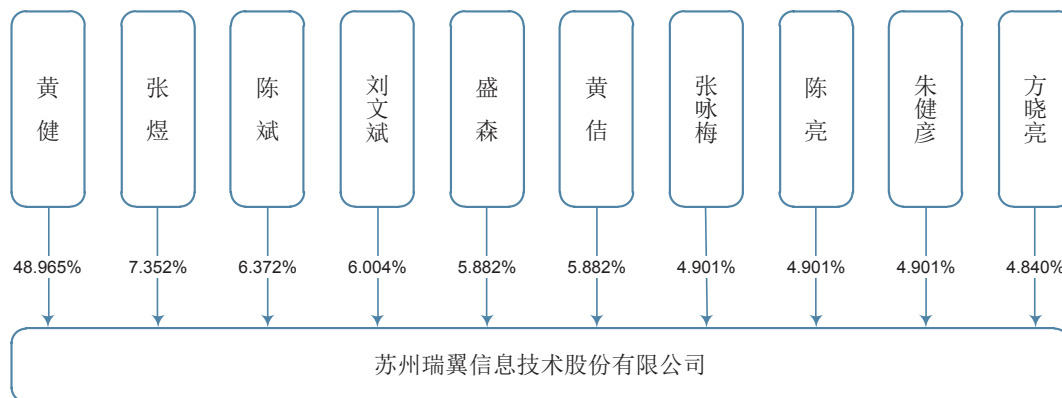 黄健
张煜
陈斌
刘文斌
盛森
黄佶
张咏梅
陈亮
朱健彦
方晓亮
48.965%
7.352%
6.372%
6.004%
5.882%
5.882%
4.901%
4.901%
4.901%
4.840%
苏州瑞翼信息技术股份有限公司